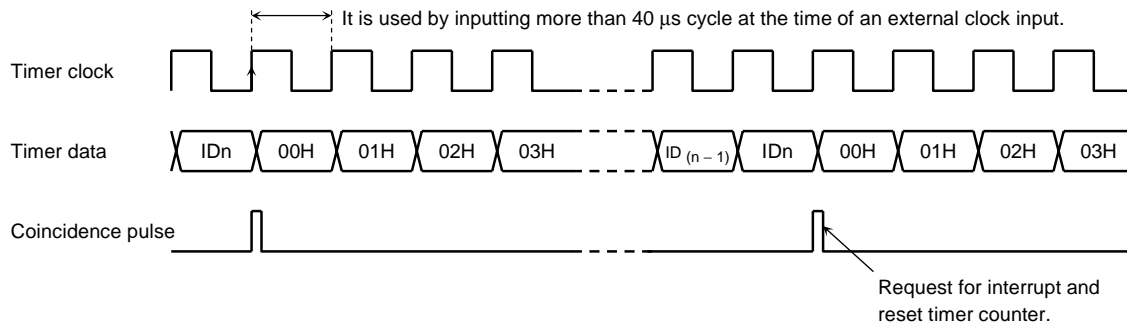 It is used by inputting more than 40 μs cycle at the time of an external clock input.
Timer clock
Timer data
IDn 00H 01H 02H 03H ID (n − 1) IDn 00H 01H 02H 03H
Coincidence pulse
Request for interrupt and
reset timer counter.